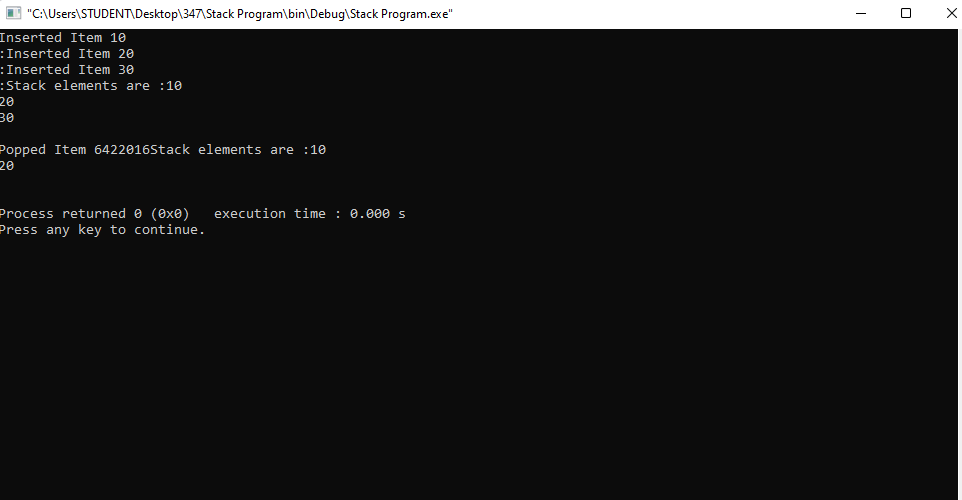 "C:\Users\STUDENT\Desktop\347\Stack Program\bin\Debug\Stack Program.exe"
Inserted Item 10
:Inserted Item 20
:Inserted Item 30
:Stack elements are :10
20
30
Popped Item 6422016Stack elements are :10
20
Process returned 0 (0x0)   execution time : 0.000 s
Press any key to continue.